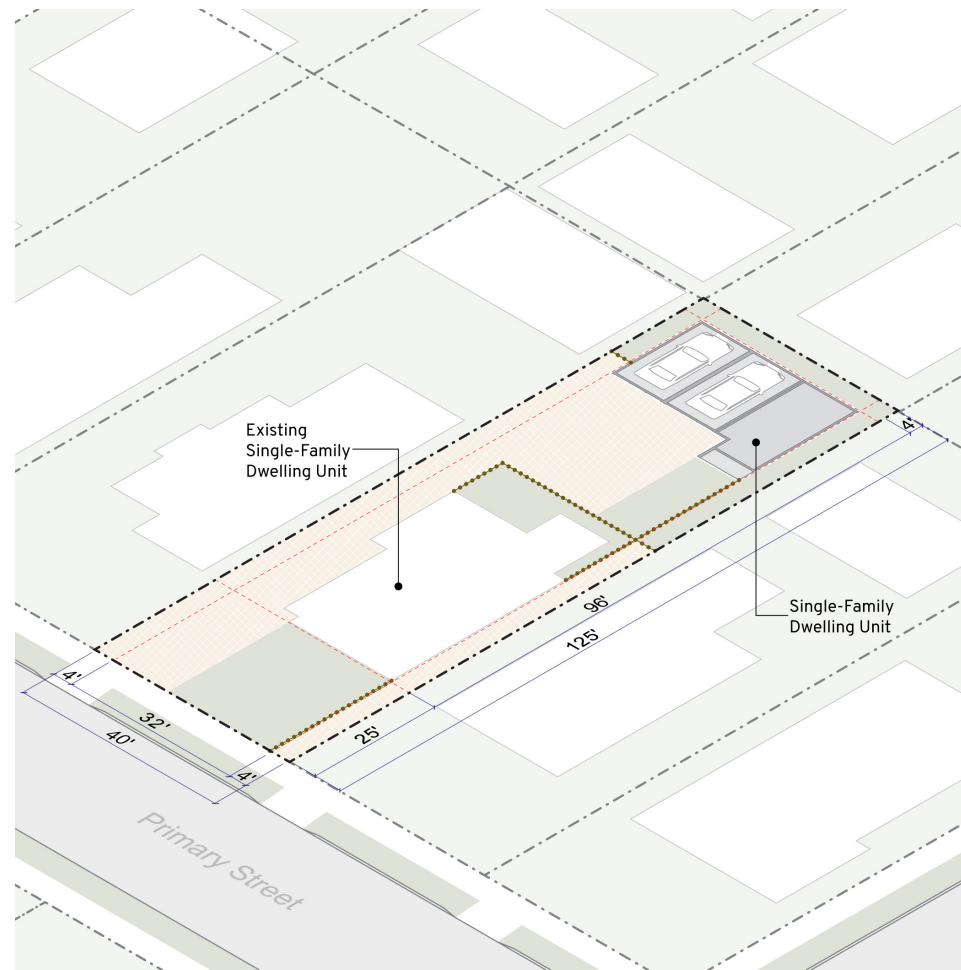 Existing
Single-Family
Dwelling Unit
4'
96'
125'
Single-Family
Dwelling Unit
4'
32'
40'
4'
25'
Primary Street